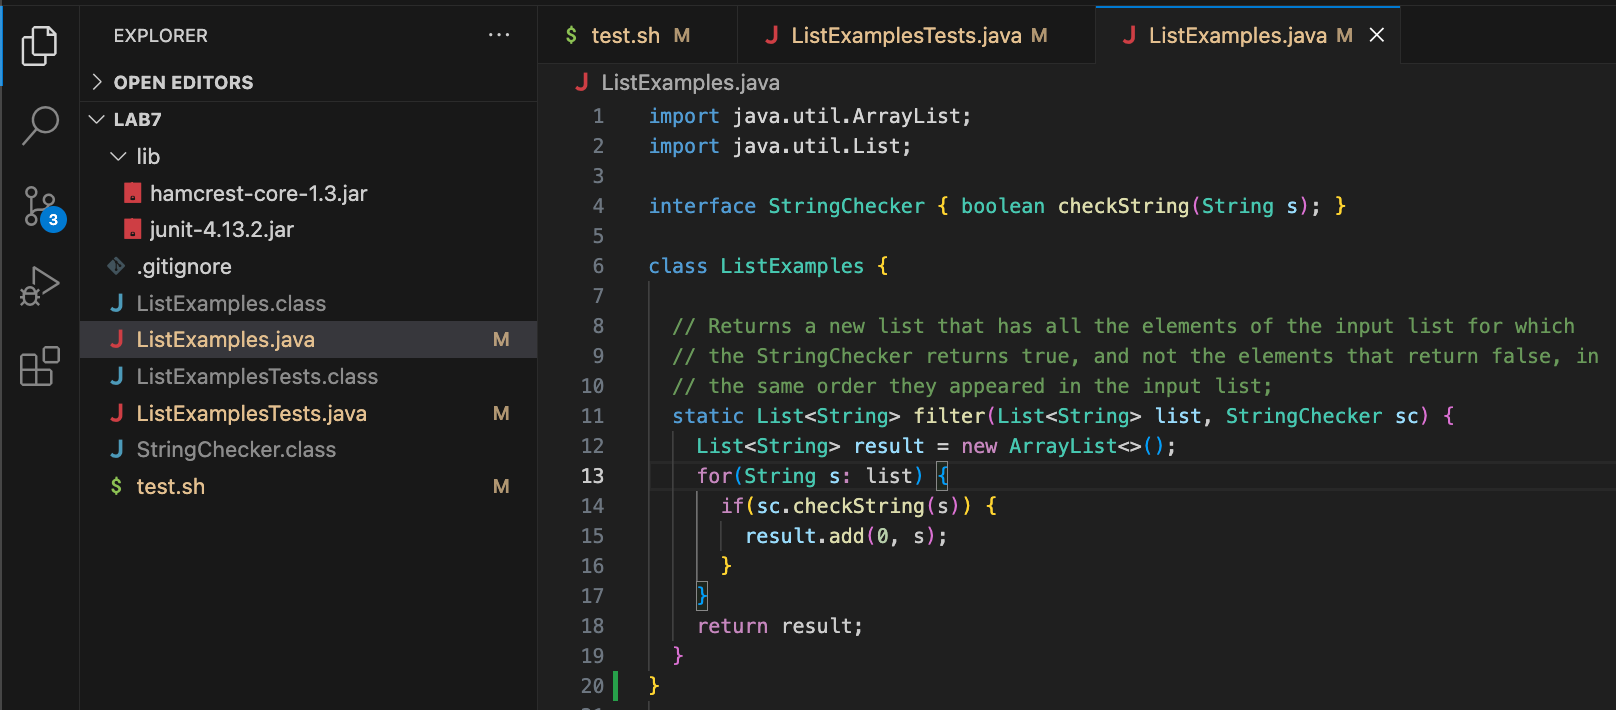 EXPLORER ...
OPEN EDITORS
LAB7
lib
hamcrest-core-1.3.jar
junit-4.13.2.jar
.gitignore
ListExamples.class
ListExamples.java M
ListExamplesTests.class
ListExamplesTests.java M
StringChecker.class
$ test.sh M
3
$ test.sh M
J ListExamplesTests.java M
J ListExamples.java M
J ListExamples.java
1 import java.util.ArrayList;
2 import java.util.List;
3
4 interface StringChecker { boolean checkString(String s); }
5
6 class ListExamples {
7
8 // Returns a new list that has all the elements of the input list for which
9 // the StringChecker returns true, and not the elements that return false, in
10 // the same order they appeared in the input list;
11 static List<String> filter(List<String> list, StringChecker sc) {
12 List<String> result = new ArrayList<>();
13 for(String s: list) {
14 if(sc.checkString(s)) {
15 result.add(0, s);
16 }
17 }
18 return result;
19 }
20 }